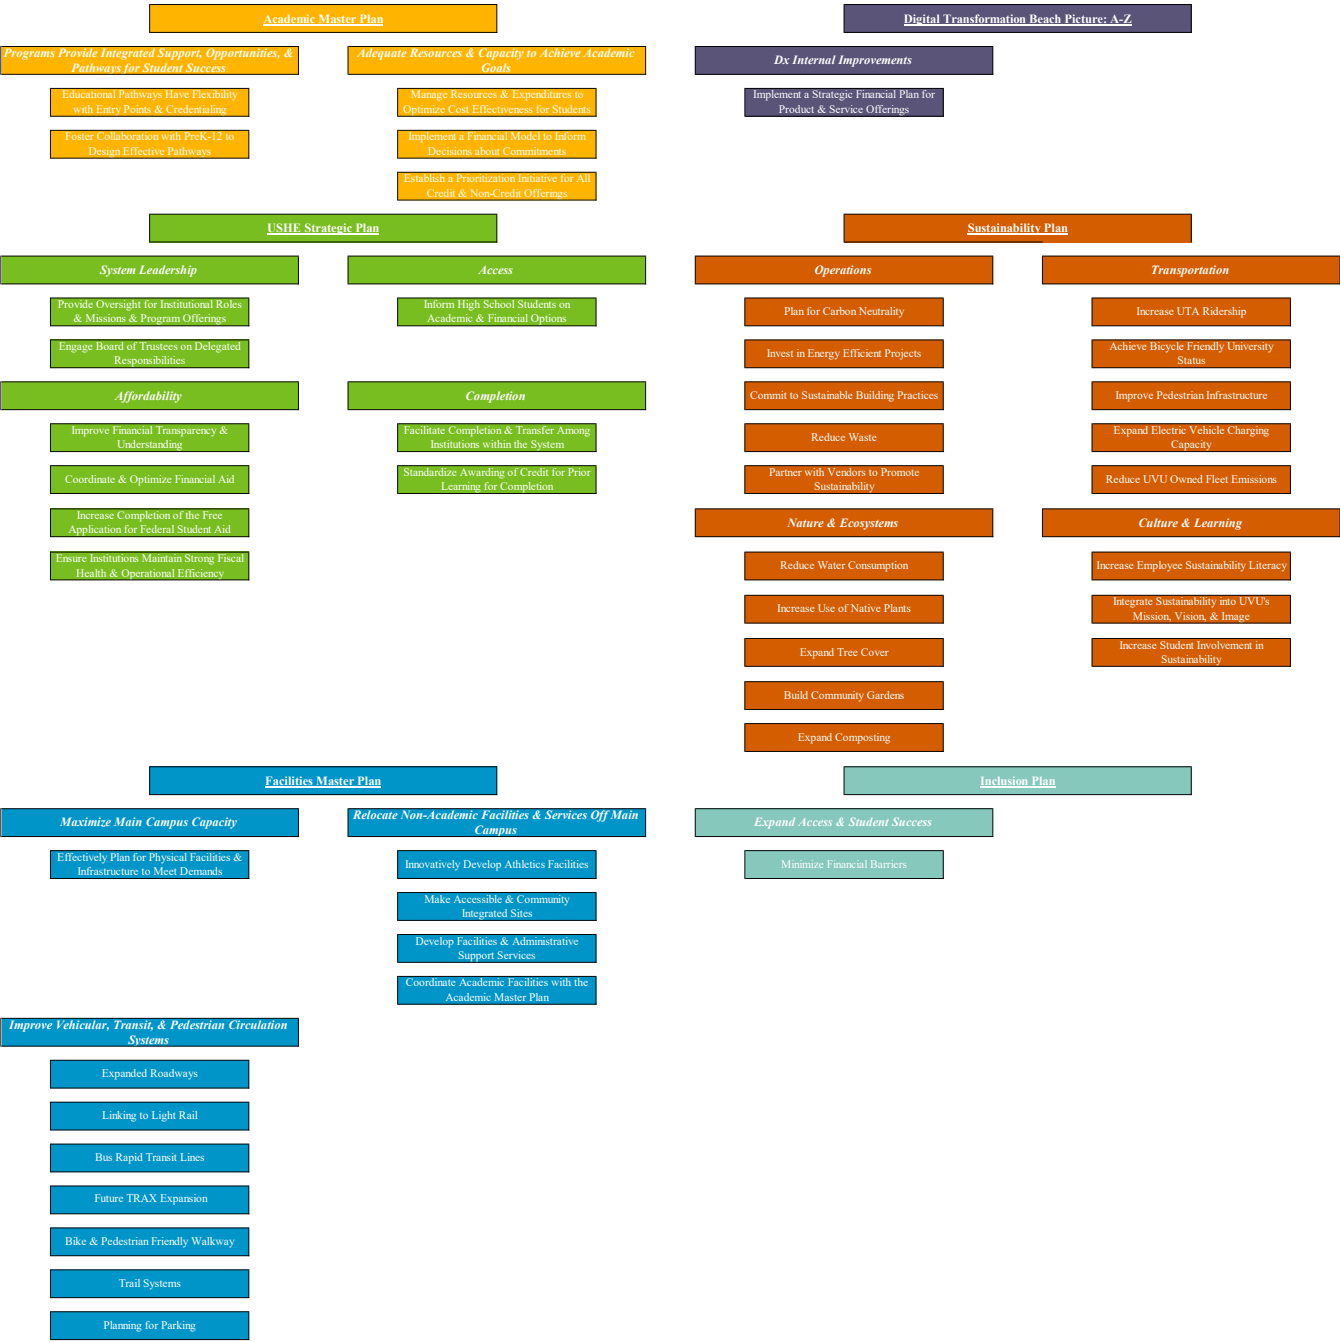 Academic Master Plan
Programs Provide Integrated Support, Opportunities, &
Pathways for Student Success
Educational Pathways Have Flexibility
with Entry Points & Credentialing
Foster Collaboration with PreK-12 to
Design Effective Pathways
Adequate Resources & Capacity to Achieve Academic
Goals
Manage Resources & Expenditures to
Optimize Cost Effectiveness for Students
Implement a Financial Model to Inform
Decisions about Commitments
Establish a Prioritization Initiative for All
Credit & Non-Credit Offerings
Digital Transformation Beach Picture: A-Z
Dx Internal Improvements
Implement a Strategic Financial Plan for
Product & Service Offerings
USHE Strategic Plan
System Leadership
Provide Oversight for Institutional Roles
& Missions & Program Offerings
Engage Board of Trustees on Delegated
Responsibilities
Access
Inform High School Students on
Academic & Financial Options
Affordability
Improve Financial Transparency &
Understanding
Coordinate & Optimize Financial Aid
Increase Completion of the Free
Application for Federal Student Aid
Ensure Institutions Maintain Strong Fiscal
Health & Operational Efficiency
Completion
Facilitate Completion & Transfer Among
Institutions within the System
Standardize Awarding of Credit for Prior
Learning for Completion
Sustainability Plan
Operations
Plan for Carbon Neutrality
Invest in Energy Efficient Projects
Commit to Sustainable Building Practices
Reduce Waste
Partner with Vendors to Promote
Sustainability
Transportation
Increase UTA Ridership
Achieve Bicycle Friendly University
Status
Improve Pedestrian Infrastructure
Expand Electric Vehicle Charging
Capacity
Reduce UVU Owned Fleet Emissions
Nature & Ecosystems
Reduce Water Consumption
Increase Use of Native Plants
Expand Tree Cover
Build Community Gardens
Expand Composting
Culture & Learning
Increase Employee Sustainability Literacy
Integrate Sustainability into UVU's
Mission, Vision, & Image
Increase Student Involvement in
Sustainability
Facilities Master Plan
Maximize Main Campus Capacity
Effectively Plan for Physical Facilities &
Infrastructure to Meet Demands
Relocate Non-Academic Facilities & Services Off Main
Campus
Innovatively Develop Athletics Facilities
Make Accessible & Community
Integrated Sites
Develop Facilities & Administrative
Support Services
Coordinate Academic Facilities with the
Academic Master Plan
Improve Vehicular, Transit, & Pedestrian Circulation
Systems
Expanded Roadways
Linking to Light Rail
Bus Rapid Transit Lines
Future TRAX Expansion
Bike & Pedestrian Friendly Walkway
Trail Systems
Planning for Parking
Inclusion Plan
Expand Access & Student Success
Minimize Financial Barriers